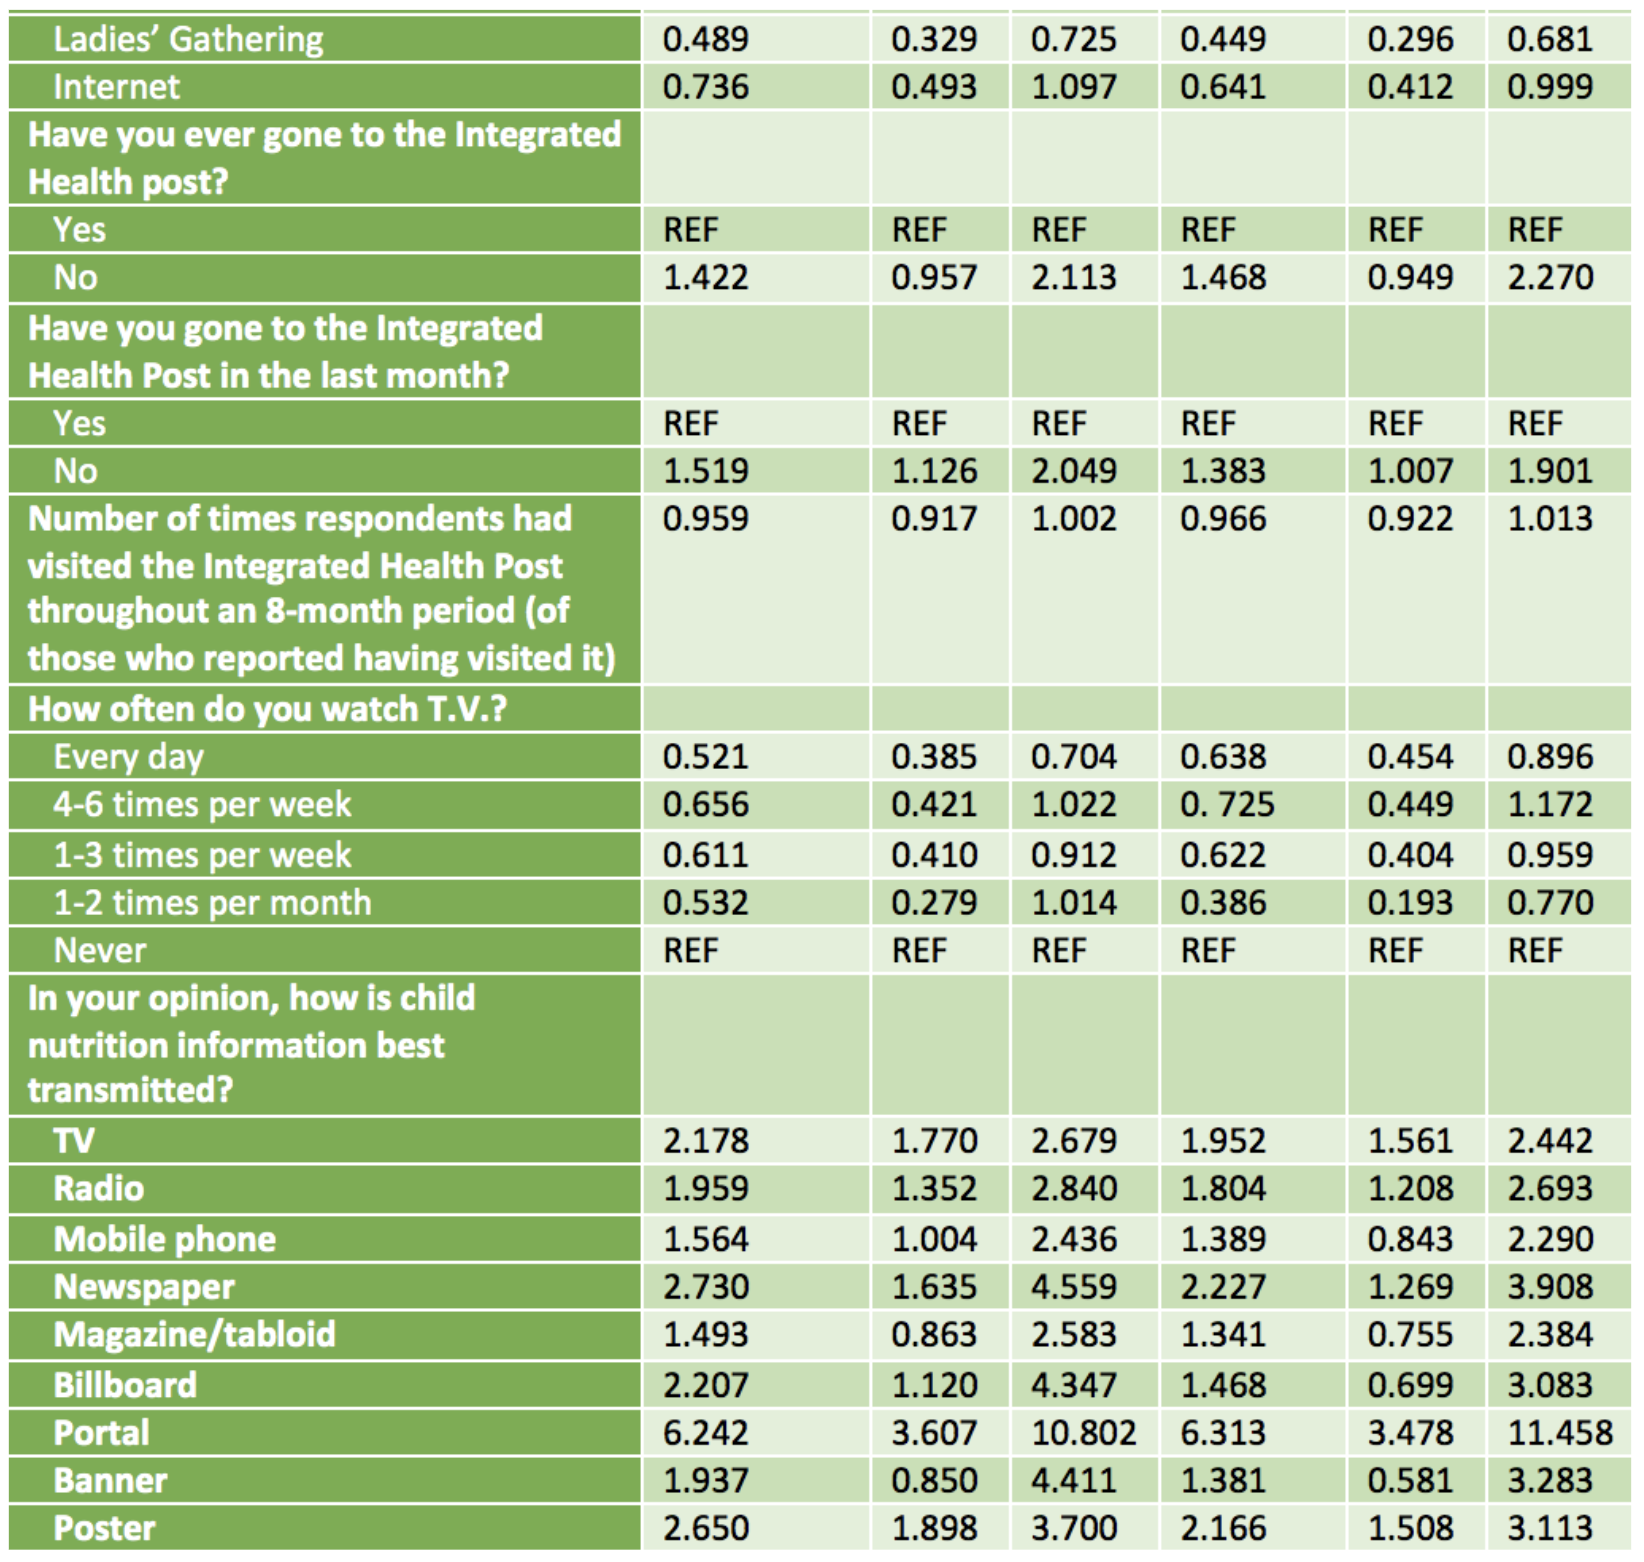 Ladies’ Gathering 0.489 0.329 0.725 0.449 0.296 0.681
Internet 0.736 0.493 1.097 0.641 0.412 0.999
Have you ever gone to the Integrated
Health post?
Yes REF REF REF REF REF REF
No 1.422 0.957 2.113 1.468 0.949 2.270
Have you gone to the Integrated
Health Post in the last month?
Yes REF REF REF REF REF REF
No 1.519 1.126 2.049 1.383 1.007 1.901
Number of times respondents had 0.959 0.917 1.002 0.966 0.922 1.013
visited the Integrated Health Post
throughout an 8-month period (of
those who reported having visited it)
How often do you watch T.V.?
Every day 0.521 0.385 0.704 0.638 0.454 0.896
4-6 times per week 0.656 0.421 1.022 0. 725 0.449 1.172
1-3 times per week 0.611 0.410 0.912 0.622 0.404 0.959
1-2 times per month 0.532 0.279 1.014 0.386 0.193 0.770
Never REF REF REF REF REF REF
In your opinion, how is child
nutrition information best
transmitted?
TV 2.178 1.770 2.679 1.952 1.561 2.442
Radio 1.959 1.352 2.840 1.804 1.208 2.693
Mobile phone 1.564 1.004 2.436 1.389 0.843 2.290
Newspaper 2.730 1.635 4.559 2.227 1.269 3.908
Magazine/tabloid 1.493 0.863 2.583 1.341 0.755 2.384
Billboard 2.207 1.120 4.347 1.468 0.699 3.083
Portal 6.242 3.607 10.802 6.313 3.478 11.458
Banner 1.937 0.850 4.411 1.381 0.581 3.283
Poster 2.650 1.898 3.700 2.166 1.508 3.113